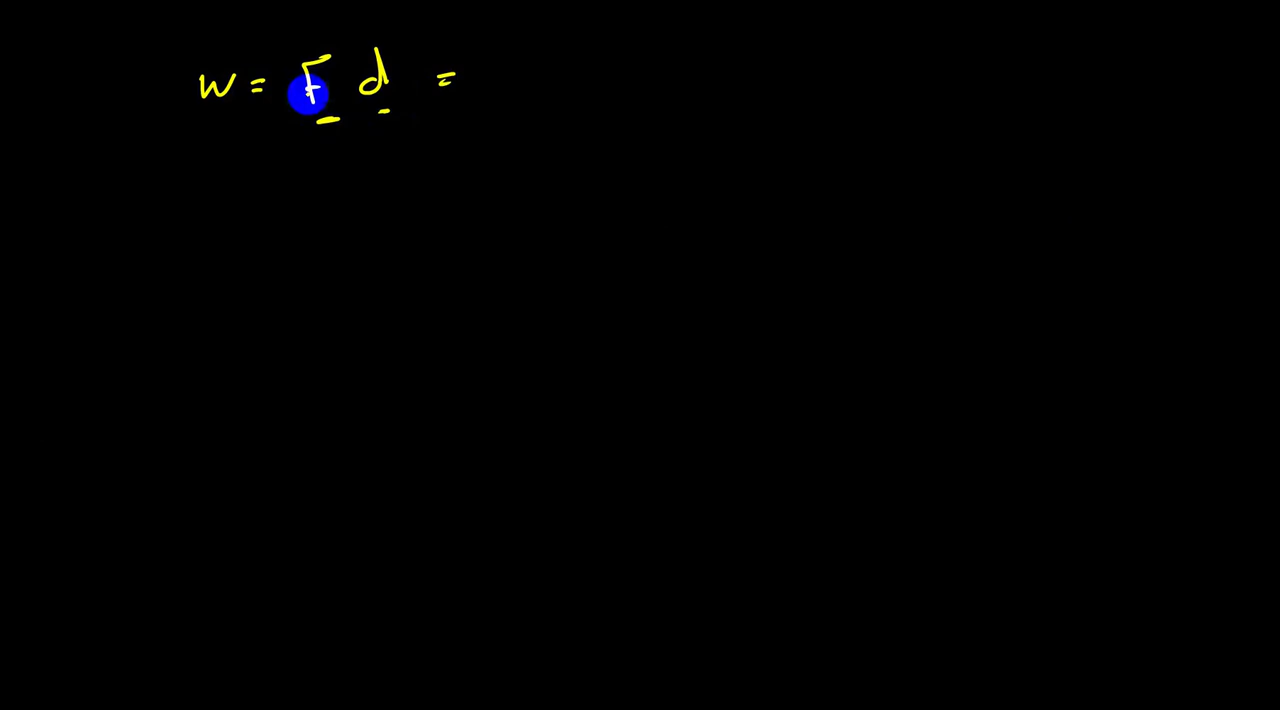 W = F d =